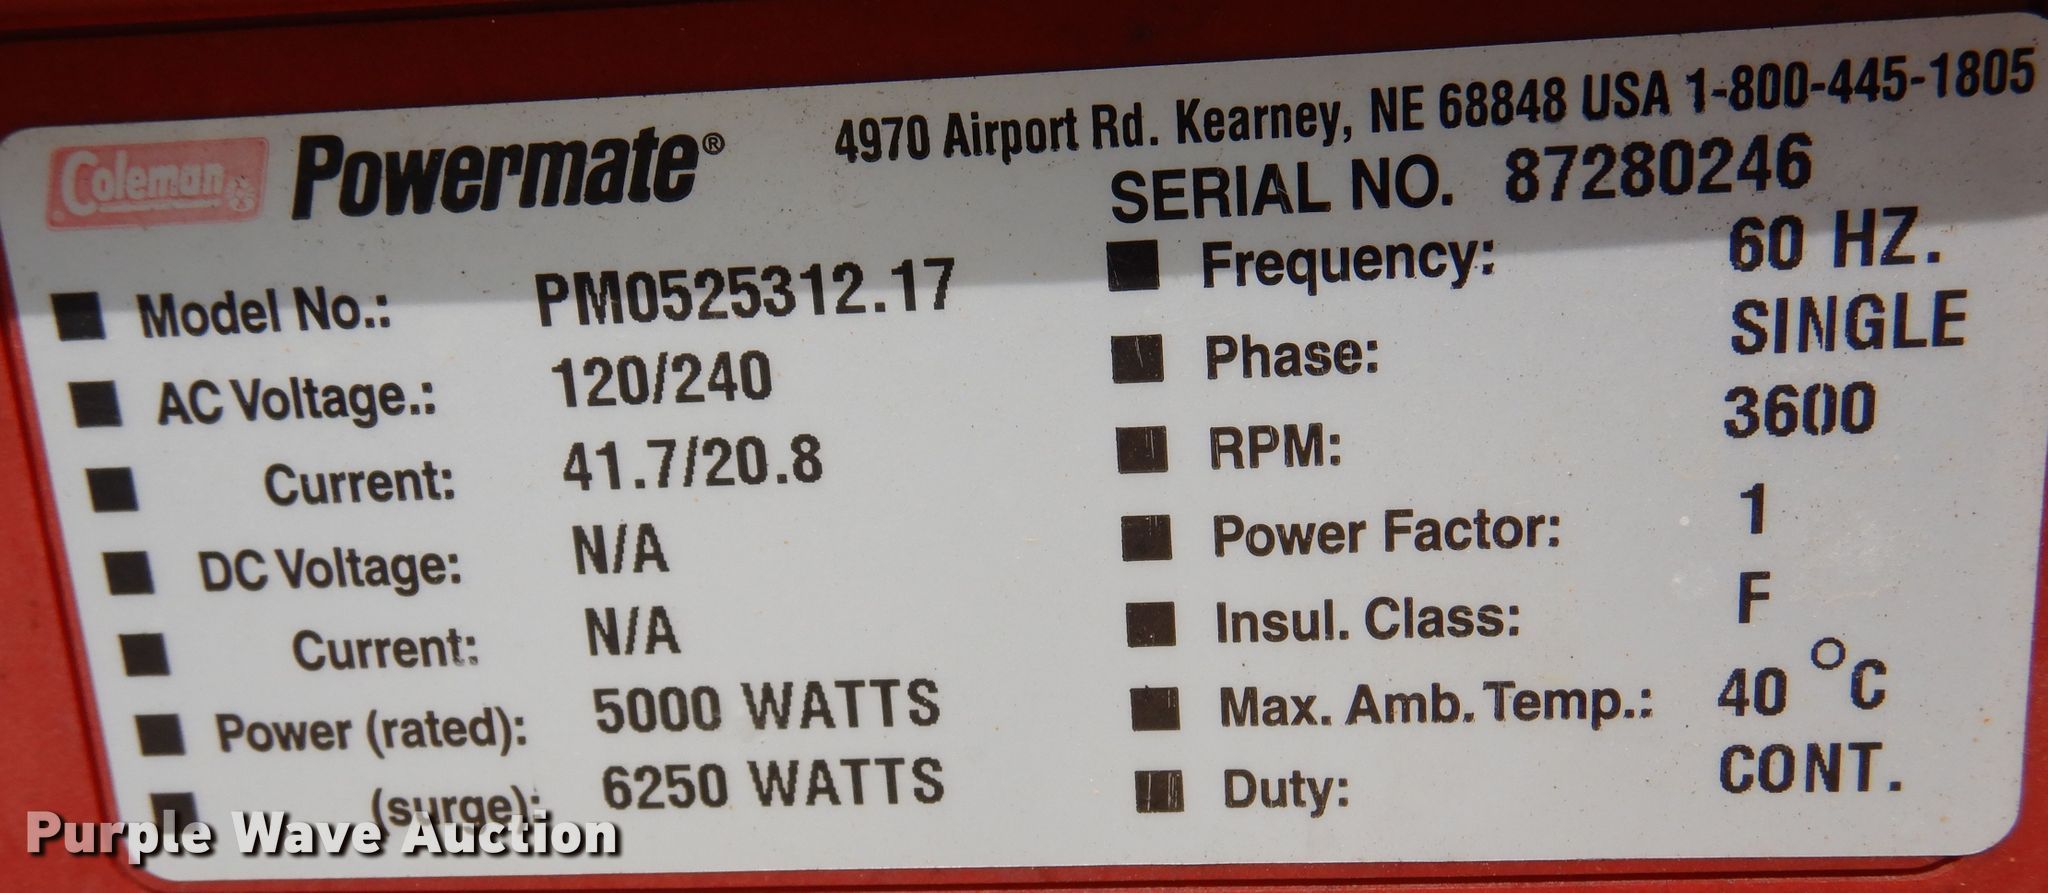 Coleman Powermate® 4970 Airport Rd. Kearney, NE 68848 USA 1-800-445-1805
SERIAL NO. 87280246
Model No.: PM0525312.17
AC Voltage.: 120/240
Current: 41.7/20.8
DC Voltage: N/A
Current: N/A
Power (rated): 5000 WATTS
(surge): 6250 WATTS
Frequency: 60 HZ.
Phase: SINGLE
RPM: 3600
Power Factor: 1
Insul. Class: F
Max. Amb. Temp.: 40 °C
Duty: CONT.
Purple Wave Auction